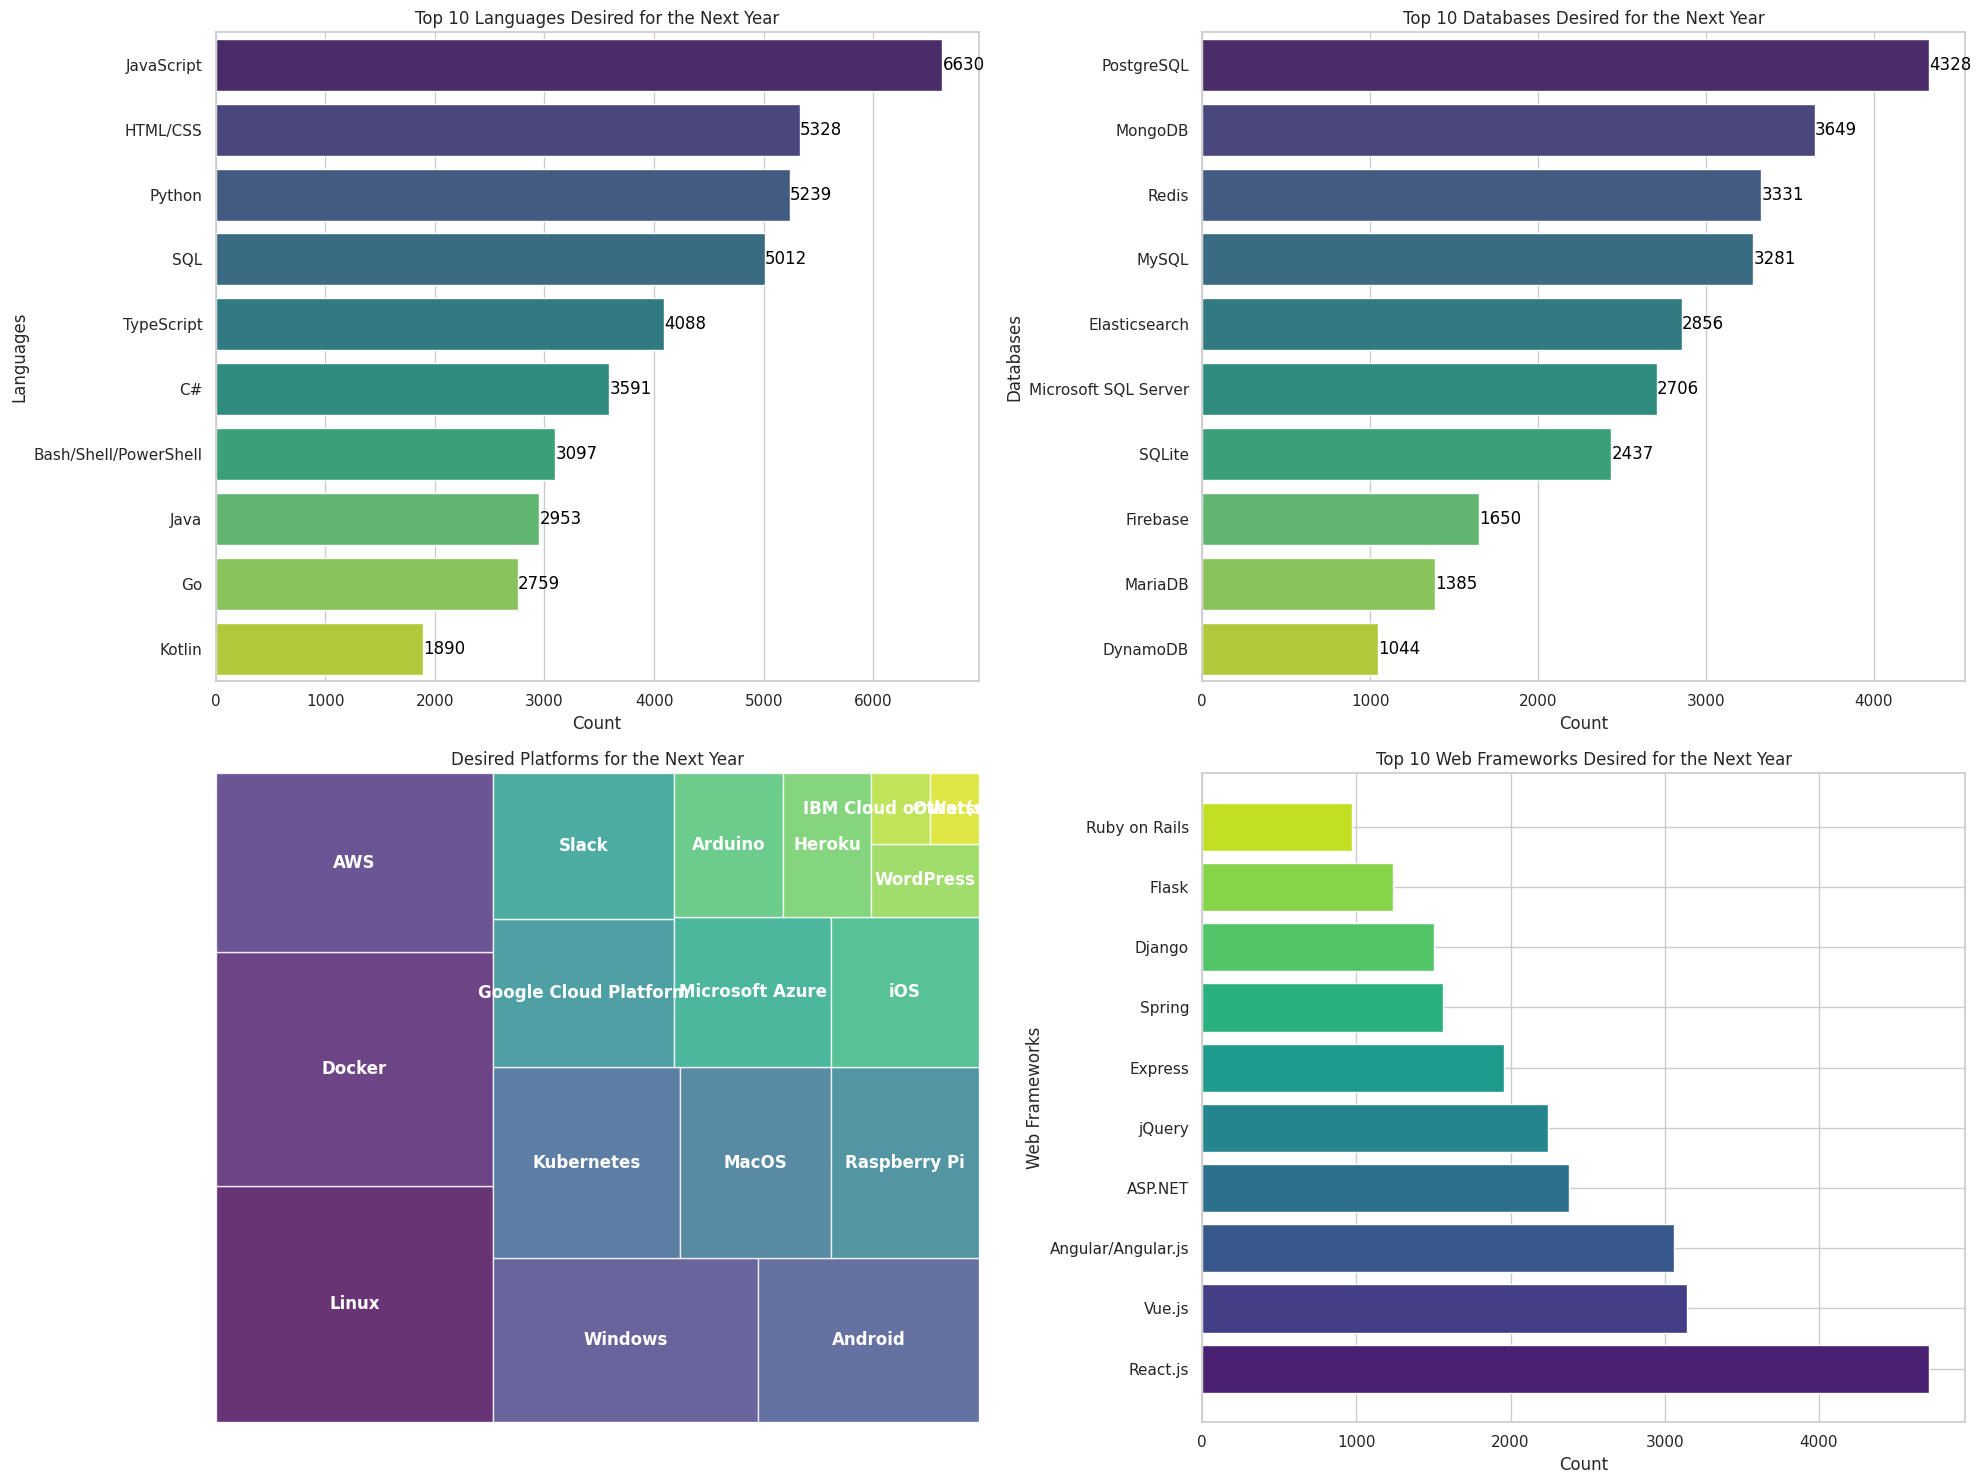 Top 10 Languages Desired for the Next Year
Languages
JavaScript
6630
HTML/CSS
5328
Python
5239
SQL
5012
TypeScript
4088
C#
3591
Bash/Shell/PowerShell
3097
Java
2953
Go
2759
Kotlin
1890
0 1000 2000 3000 4000 5000 6000
Count
Top 10 Databases Desired for the Next Year
Databases
PostgreSQL
4328
MongoDB
3649
Redis
3331
MySQL
3281
Elasticsearch
2856
Microsoft SQL Server
2706
SQLite
2437
Firebase
1650
MariaDB
1385
DynamoDB
1044
0 1000 2000 3000 4000
Count
Desired Platforms for the Next Year
AWS
Slack
Arduino
Heroku
IBM Cloud or
WordPress
Google Cloud Platform
Microsoft Azure
iOS
Docker
Kubernetes
MacOS
Raspberry Pi
Linux
Windows
Android
Top 10 Web Frameworks Desired for the Next Year
Web Frameworks
Ruby on Rails
Flask
Django
Spring
Express
jQuery
ASP.NET
Angular/Angular.js
Vue.js
React.js
0 1000 2000 3000 4000
Count